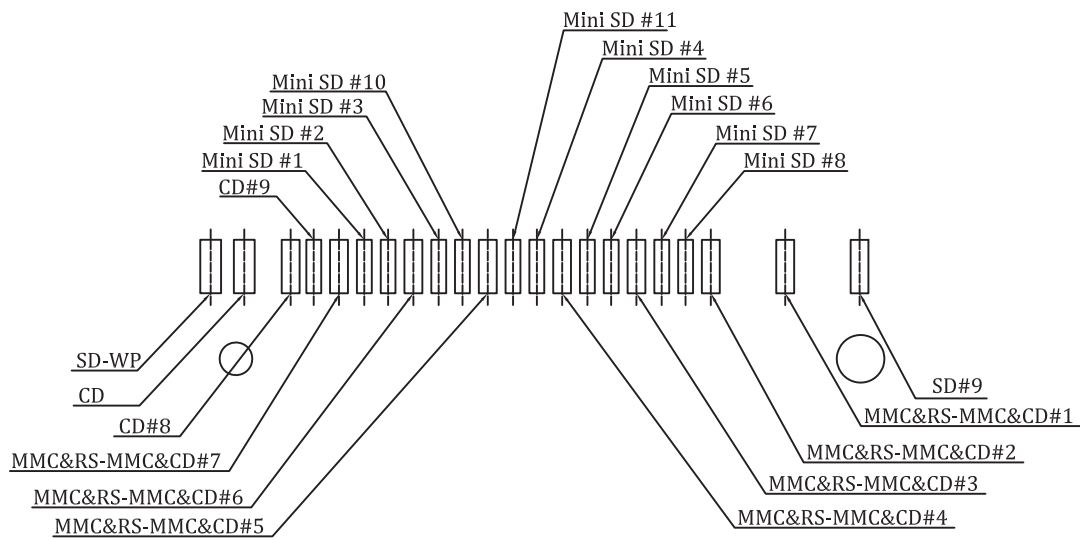 Mini SD #11
Mini SD #4
Mini SD #5
Mini SD #10
Mini SD #6
Mini SD #3
Mini SD #2
Mini SD #7
Mini SD #1
Mini SD #8
CD#9
SD-WP
CD
SD#9
CD#8
MMC&RS-MMC&CD#1
MMC&RS-MMC&CD#7
MMC&RS-MMC&CD#2
MMC&RS-MMC&CD#6
MMC&RS-MMC&CD#3
MMC&RS-MMC&CD#5
MMC&RS-MMC&CD#4